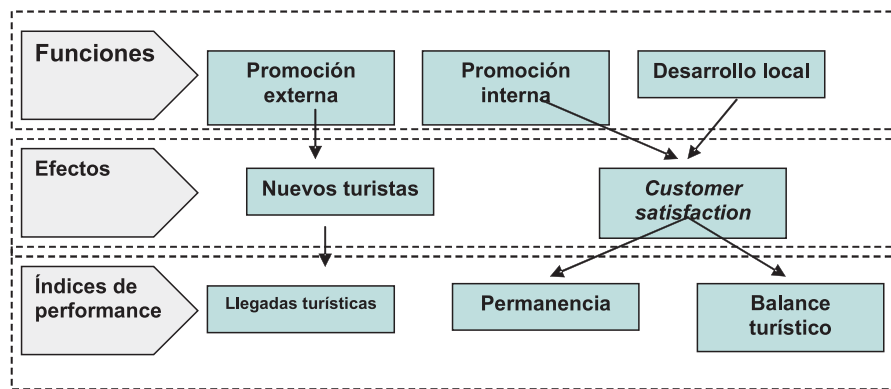 Funciones
Promoción
externa
Promoción
interna
Desarrollo local
Efectos
Nuevos turistas
Customer
satisfaction
Índices de
performance
Llegadas turísticas
Permanencia
Balance
turístico